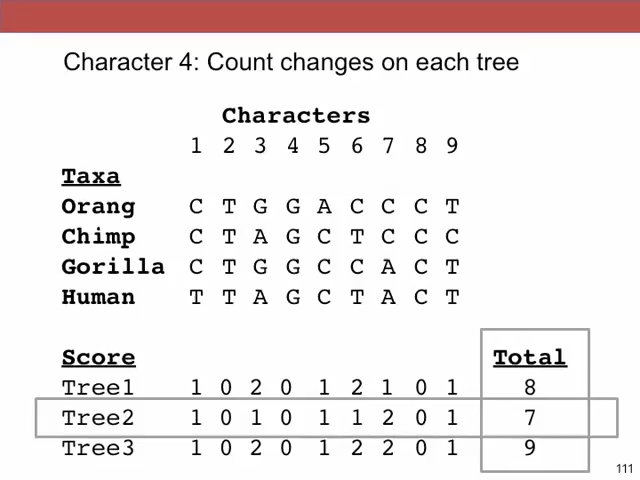 Character 4: Count changes on each tree
Characters
1 2 3 4 5 6 7 8 9
Taxa
Orang C T G G A C C C T
Chimp C T A G C T C C C
Gorilla C T G G C C A C T
Human T T A G C T A C T
Score Total
Tree1 1 0 2 0 1 2 1 0 1 8
Tree2 1 0 1 0 1 1 2 0 1 7
Tree3 1 0 2 0 1 2 2 0 1 9
111